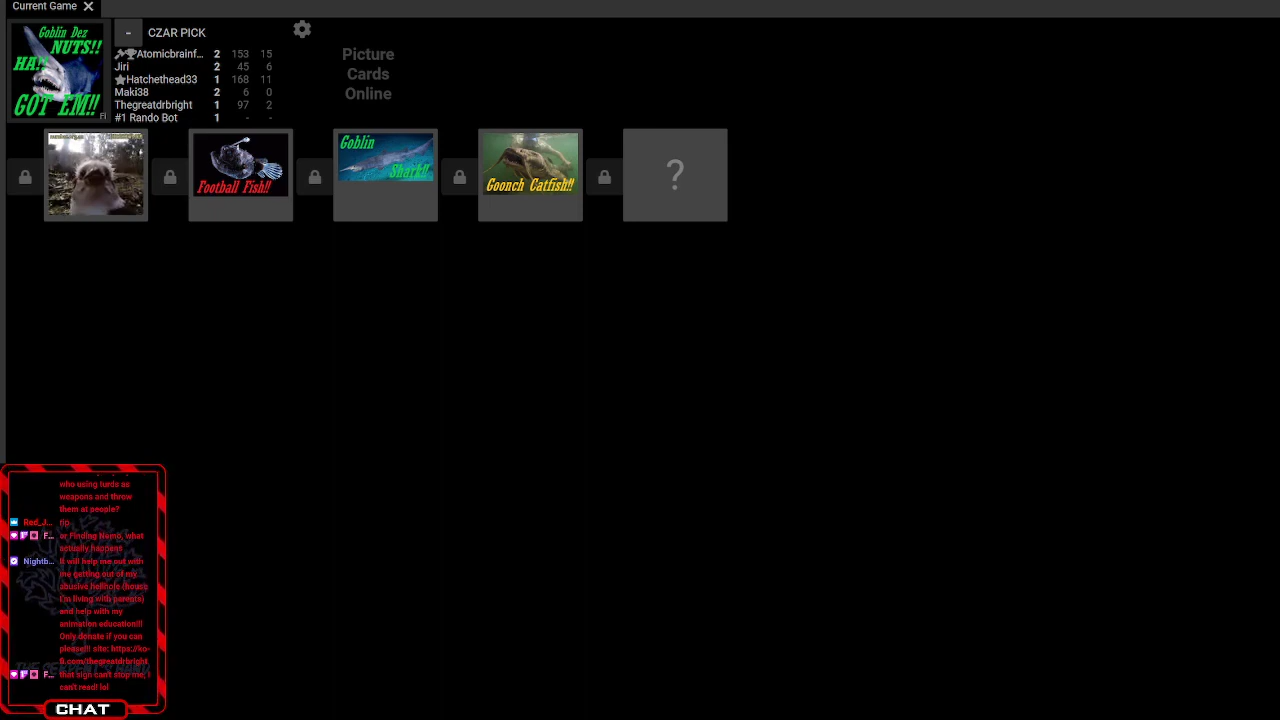 Current Game
Goblin Dez
NUTS!!
HA!!
GOT EM!!
- CZAR PICK
Atomicbrainf... 2 153 15
Jiri 2 45 6
Hatchethead33 1 168 11
Maki38 2 6 0
Thegreatdrbright 1 97 2
#1 Rando Bot 1 - -
Picture
Cards
Online
Football Fish!!
Goblin
Shark!!
Goonch Catfish!!
?
who using turds as
weapons and throw
them at people?
Red_J... rip
F... or Finding Nemo, what
actually happens
Nightb... It will help me out with
me getting out of my
abusive hellhole (house
I'm living with parents)
and help with my
animation education!!!
Only donate if you can
please!!! site: https://ko-
fi.com/thegreatdrbright
F... that sign can't stop me, I
can't read! lol
CHAT